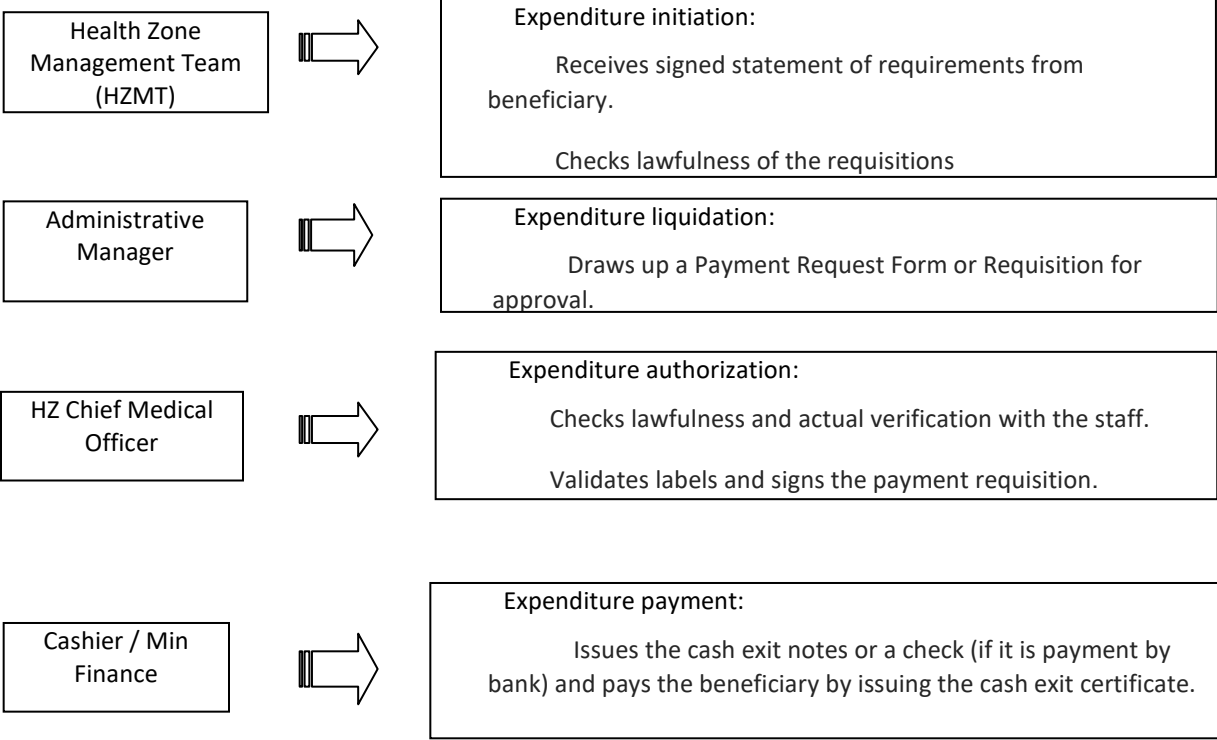 Health Zone
Management Team
(HZMT)
Expenditure initiation:
Receives signed statement of requirements from
beneficiary.
Checks lawfulness of the requisitions
Administrative
Manager
Expenditure liquidation:
Draws up a Payment Request Form or Requisition for
approval.
HZ Chief Medical
Officer
Expenditure authorization:
Checks lawfulness and actual verification with the staff.
Validates labels and signs the payment requisition.
Cashier / Min
Finance
Expenditure payment:
Issues the cash exit notes or a check (if it is payment by
bank) and pays the beneficiary by issuing the cash exit certificate.